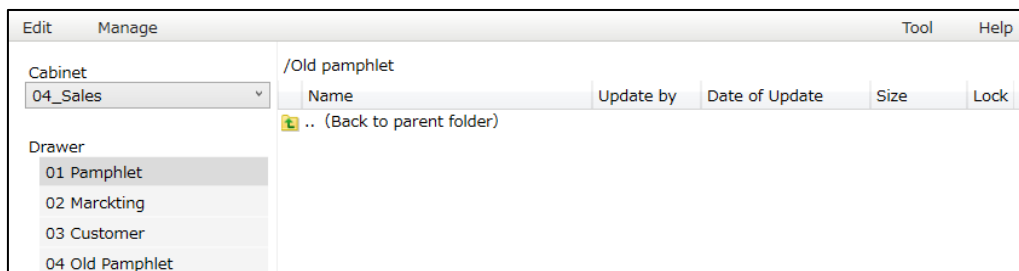 Edit Manage Tool Help
Cabinet
04_Sales
Drawer
01 Pamphlet
02 Marckting
03 Customer
04 Old Pamphlet
/Old pamphlet
Name Update by Date of Update Size Lock
.. (Back to parent folder)